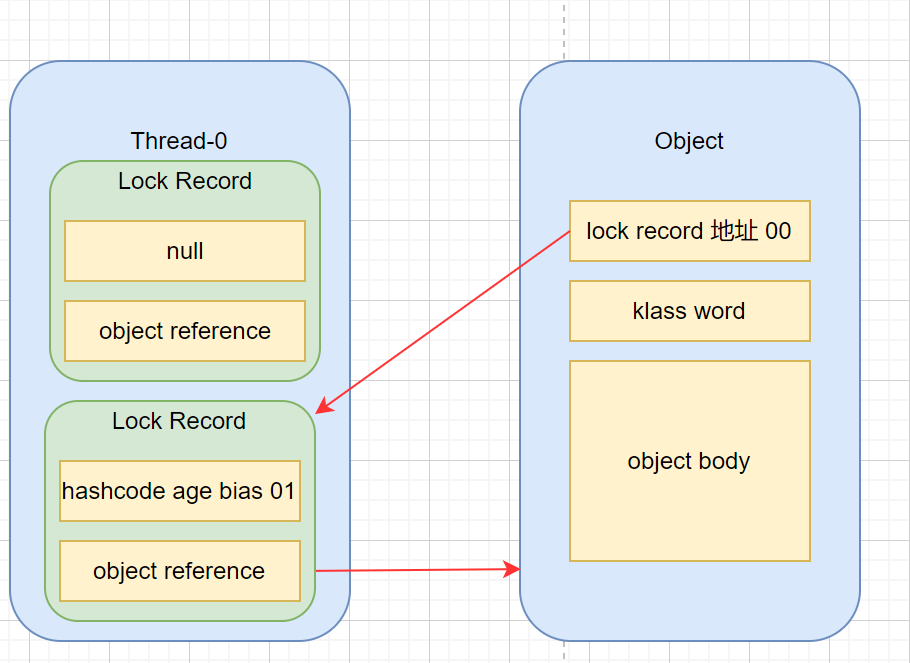 Thread-0
Lock Record
null
object reference
Lock Record
hashcode age bias 01
object reference
Object
lock record 地址 00
klass word
object body